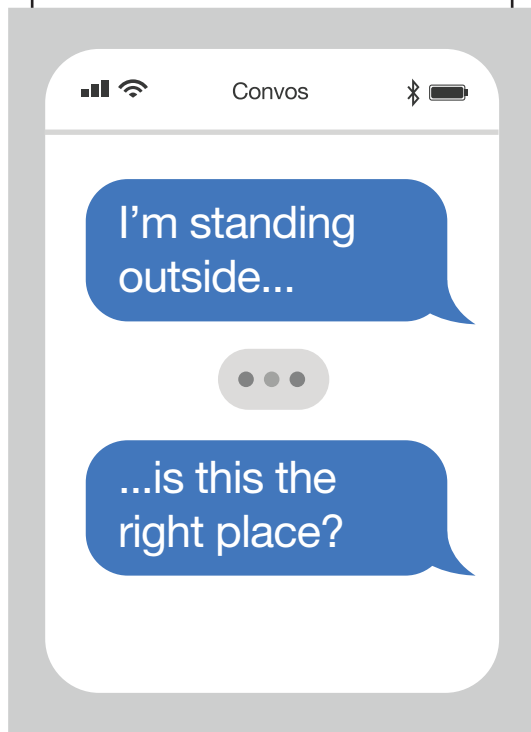 Convos
I’m standing
outside...
...is this the
right place?